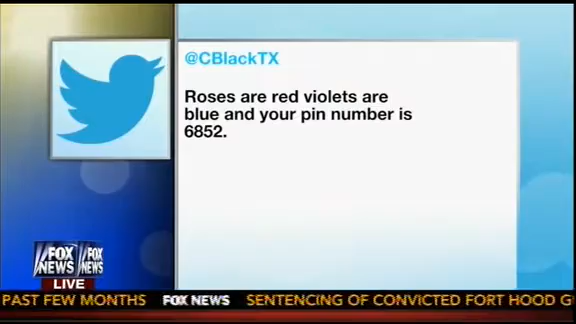 @CBlackTX
Roses are red violets are
blue and your pin number is
6852.
FOX NEWS FOX NEWS
LIVE
PAST FEW MONTHS FOX NEWS SENTENCING OF CONVICTED FORT HOOD G